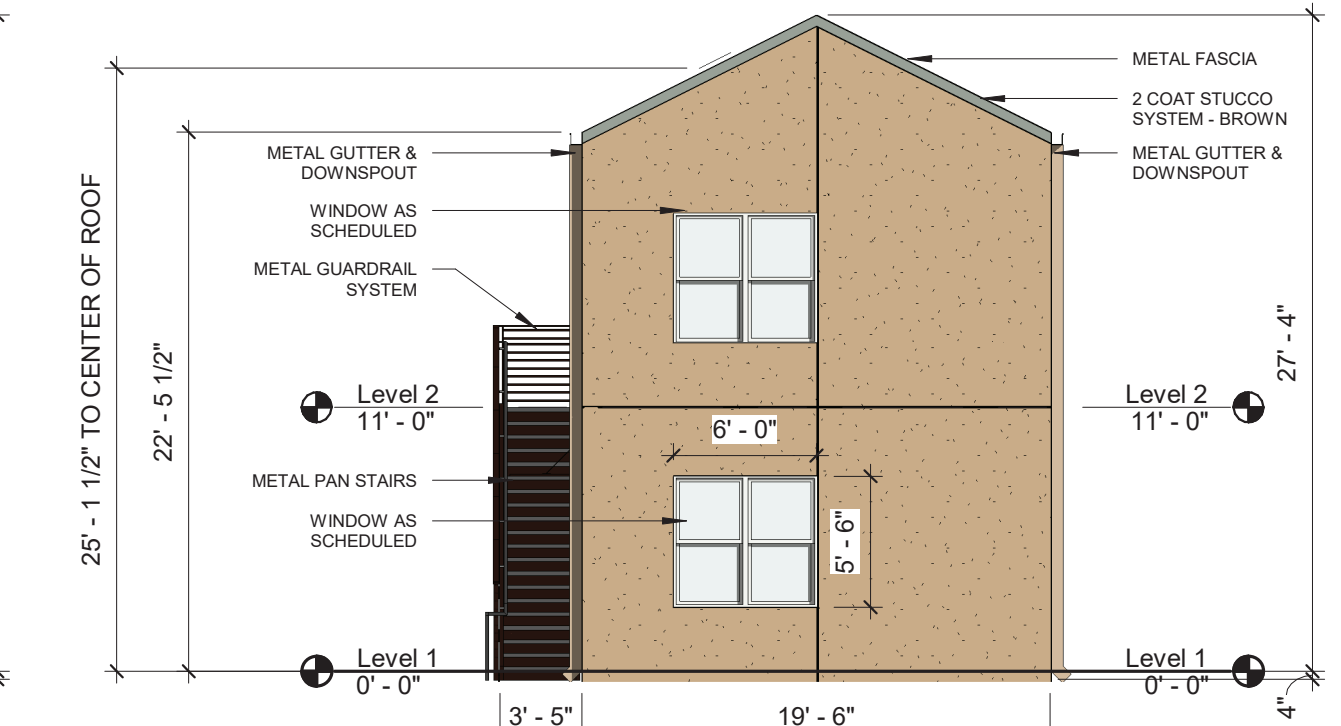 METAL FASCIA
2 COAT STUCCO
SYSTEM - BROWN
METAL GUTTER &
DOWNSPOUT
METAL GUTTER &
DOWNSPOUT
WINDOW AS
SCHEDULED
METAL GUARDRAIL
SYSTEM
25' - 1 1/2" TO CENTER OF ROOF
22' - 5 1/2"
27' - 4"
Level 2
11' - 0"
Level 2
11' - 0"
6' - 0"
METAL PAN STAIRS
WINDOW AS
SCHEDULED
5' - 6"
Level 1
0' - 0"
Level 1
0' - 0"
4"
3' - 5"
19' - 6"